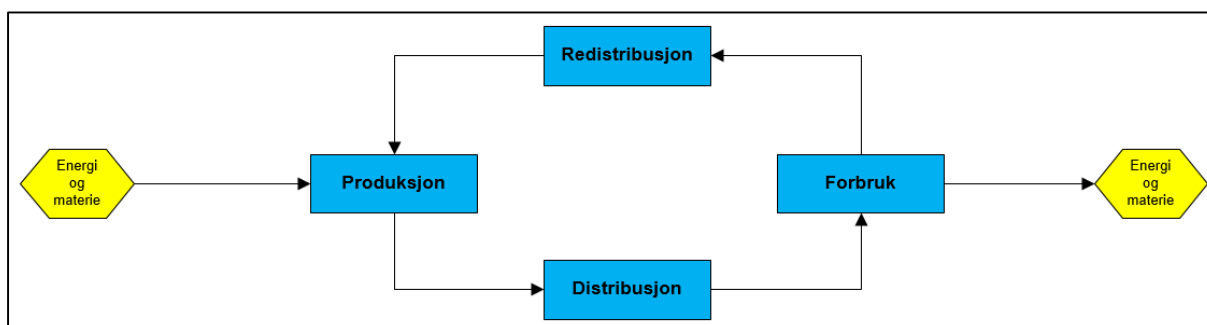 Redistribusjon
Energi
og
materie
Produksjon
Forbruk
Energi
og
materie
Distribusjon